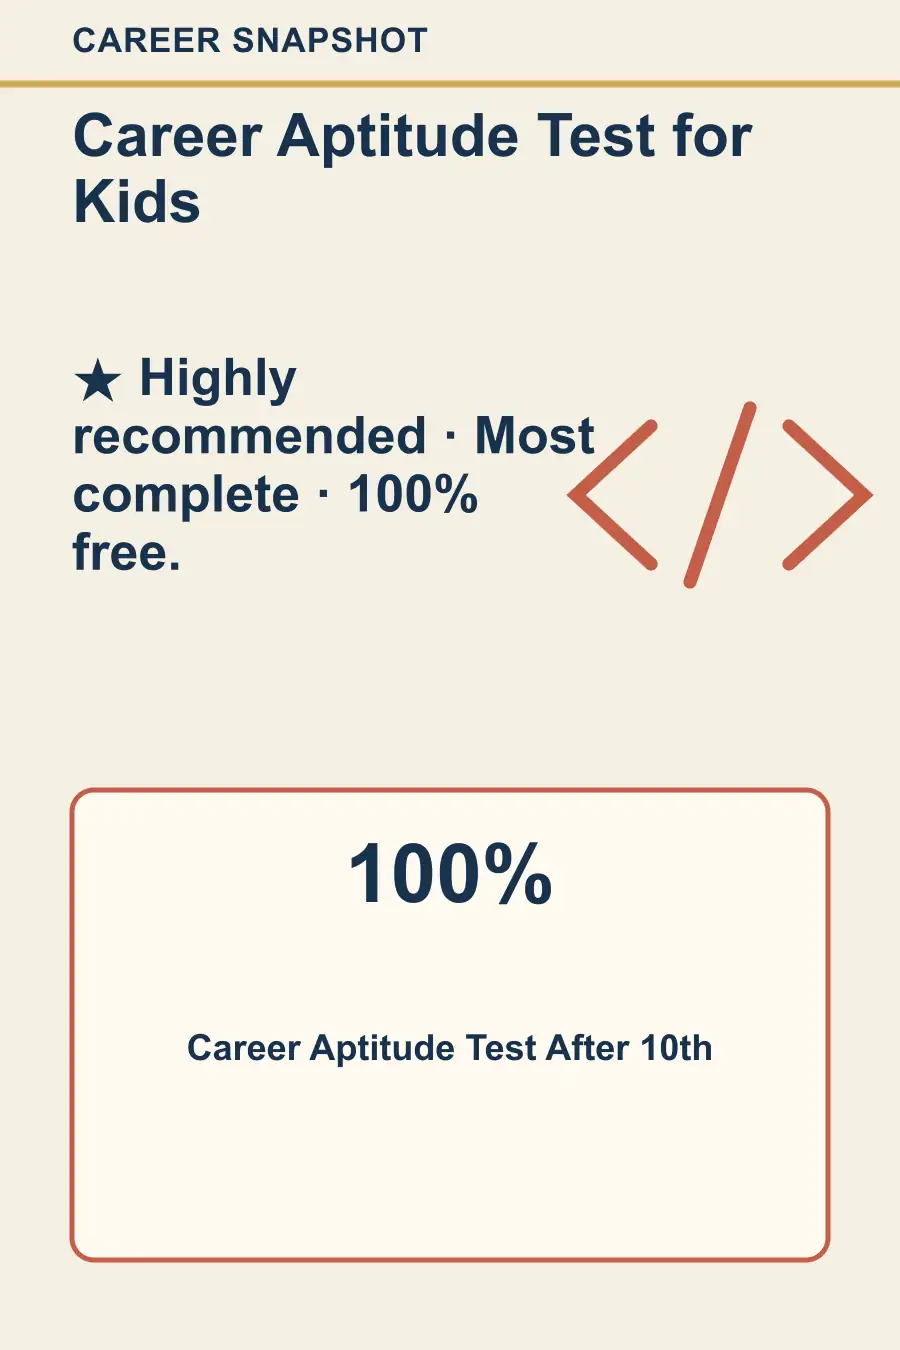 CAREER SNAPSHOT
Career Aptitude Test for
Kids
★ Highly
recommended · Most
complete · 100%
free.
100%
Career Aptitude Test After 10th